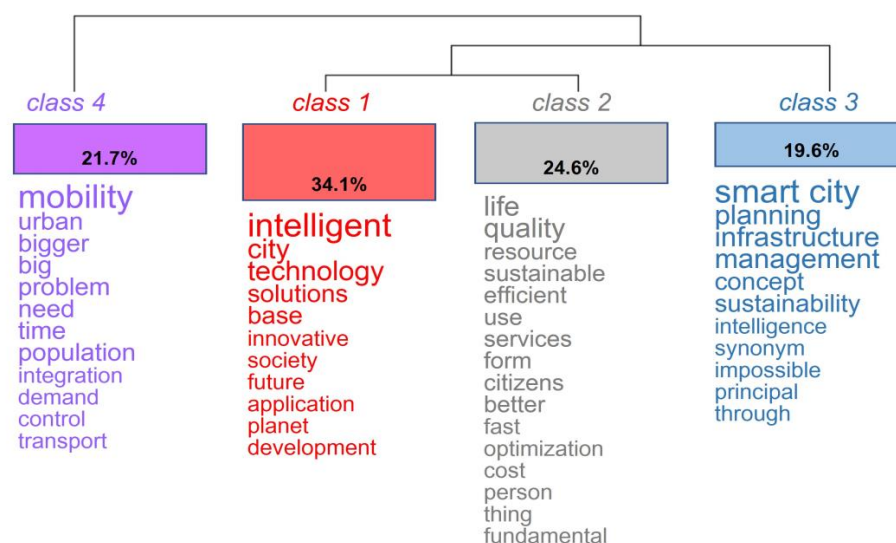 class 4
21.7%
mobility
urban
bigger
big
problem
need
time
population
integration
demand
control
transport
class 1
34.1%
intelligent
city
technology
solutions
base
innovative
society
future
application
planet
development
class 2
24.6%
life
quality
resource
sustainable
efficient
use
services
form
citizens
better
fast
optimization
cost
person
thing
fundamental
class 3
19.6%
smart city
planning
infrastructure
management
concept
sustainability
intelligence
synonym
impossible
principal
through